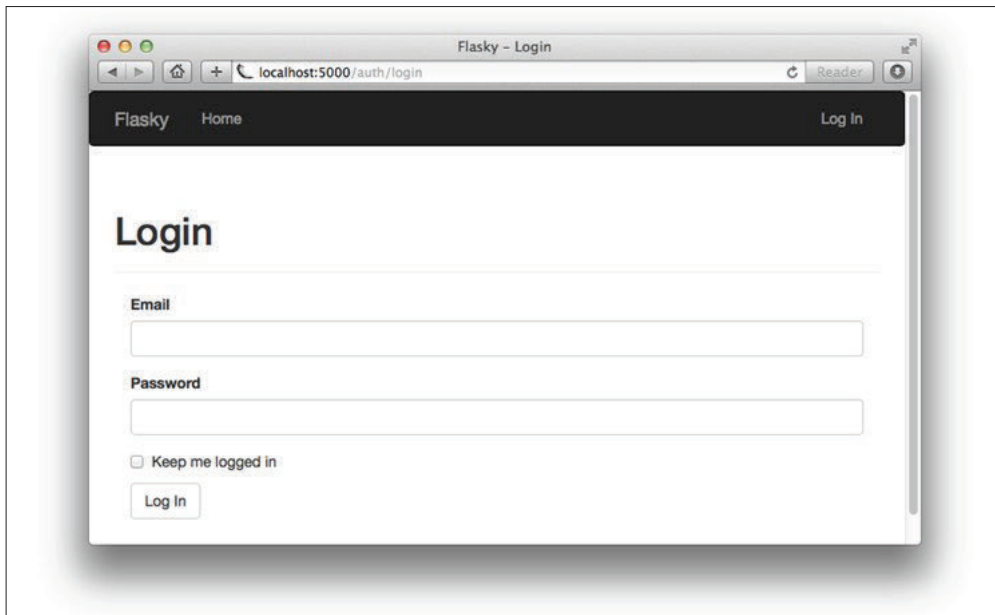 Flasky - Login
localhost:5000/auth/login
Reader
Flasky Home Log In
Login
Email
Password
Keep me logged in
Log In